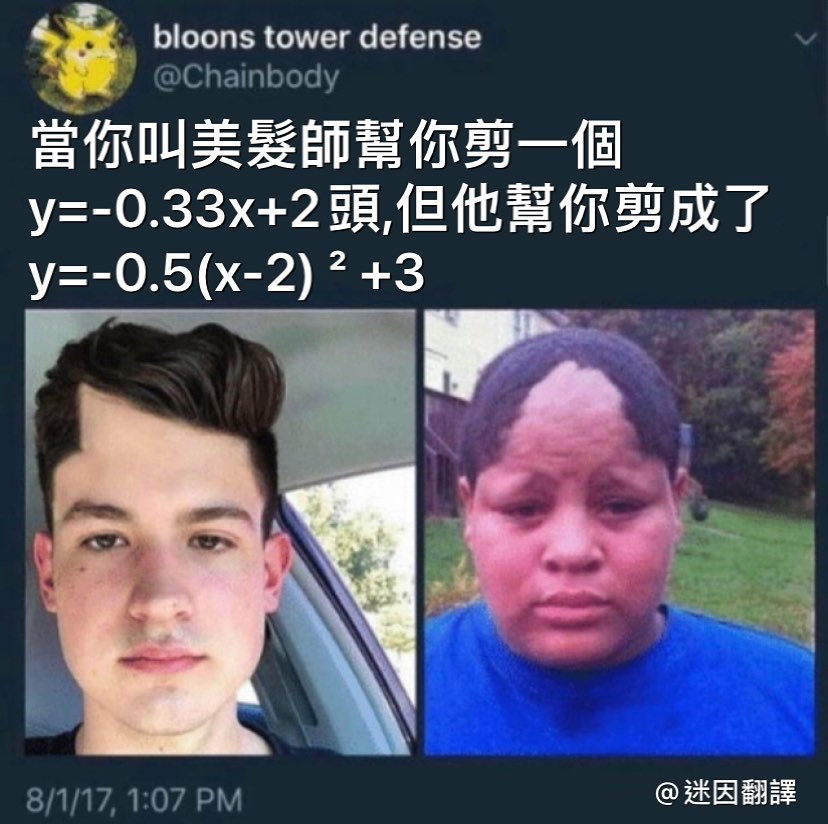 bloons tower defense
@Chainbody
當你叫美髮師幫你剪一個
y=-0.33x+2頭,但他幫你剪成了
y=-0.5(x-2)²+3
8/1/17, 1:07 PM
@迷因翻譯